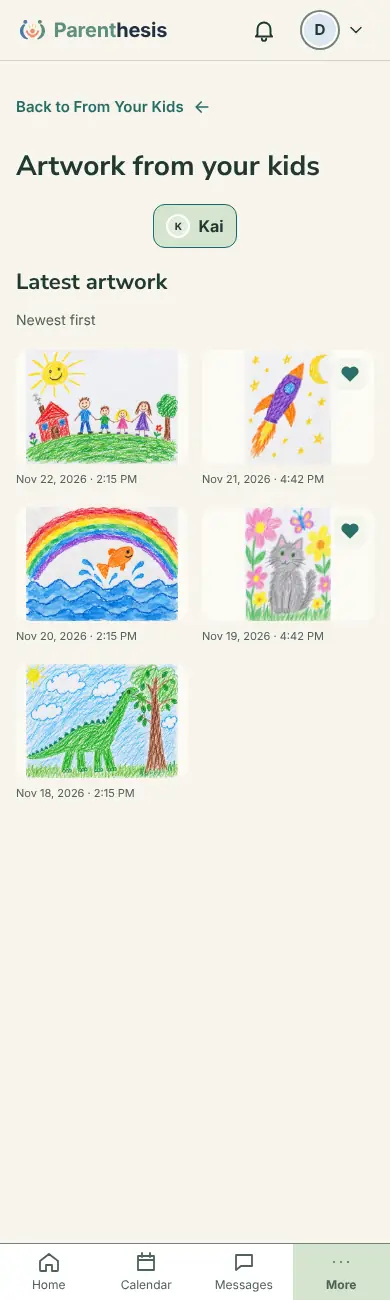 Parenthesis
D
Back to From Your Kids ←
Artwork from your kids
K Kai
Latest artwork
Newest first
Nov 22, 2026 · 2:15 PM
Nov 21, 2026 · 4:42 PM
Nov 20, 2026 · 2:15 PM
Nov 19, 2026 · 4:42 PM
Nov 18, 2026 · 2:15 PM
Home
Calendar
Messages
More